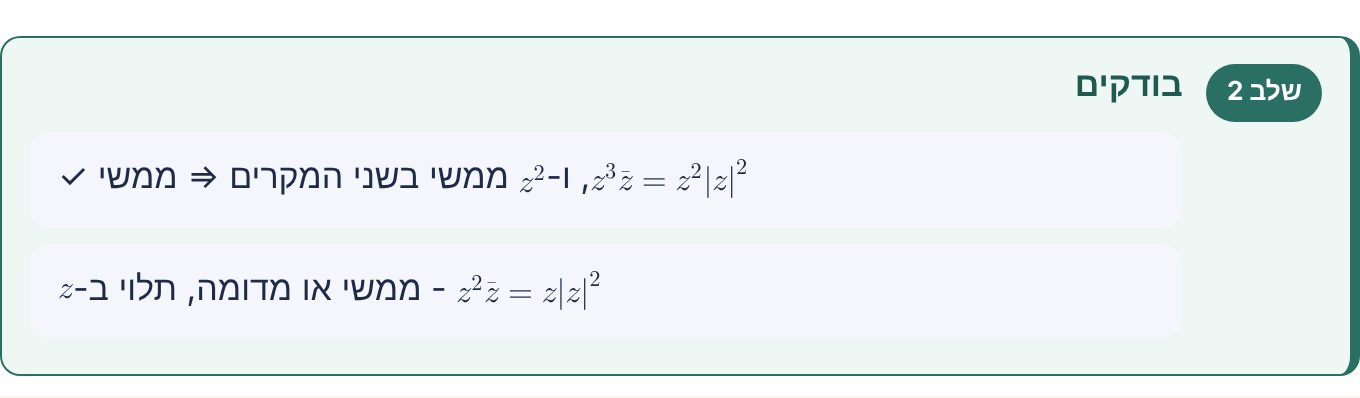 שלב 2
בודקים
z³z̄ = z²|z|², ו-z² ממשי בשני המקרים ⇒ ממשי ✓
z²z̄ = z|z|² - ממשי או מדומה, תלוי ב-z